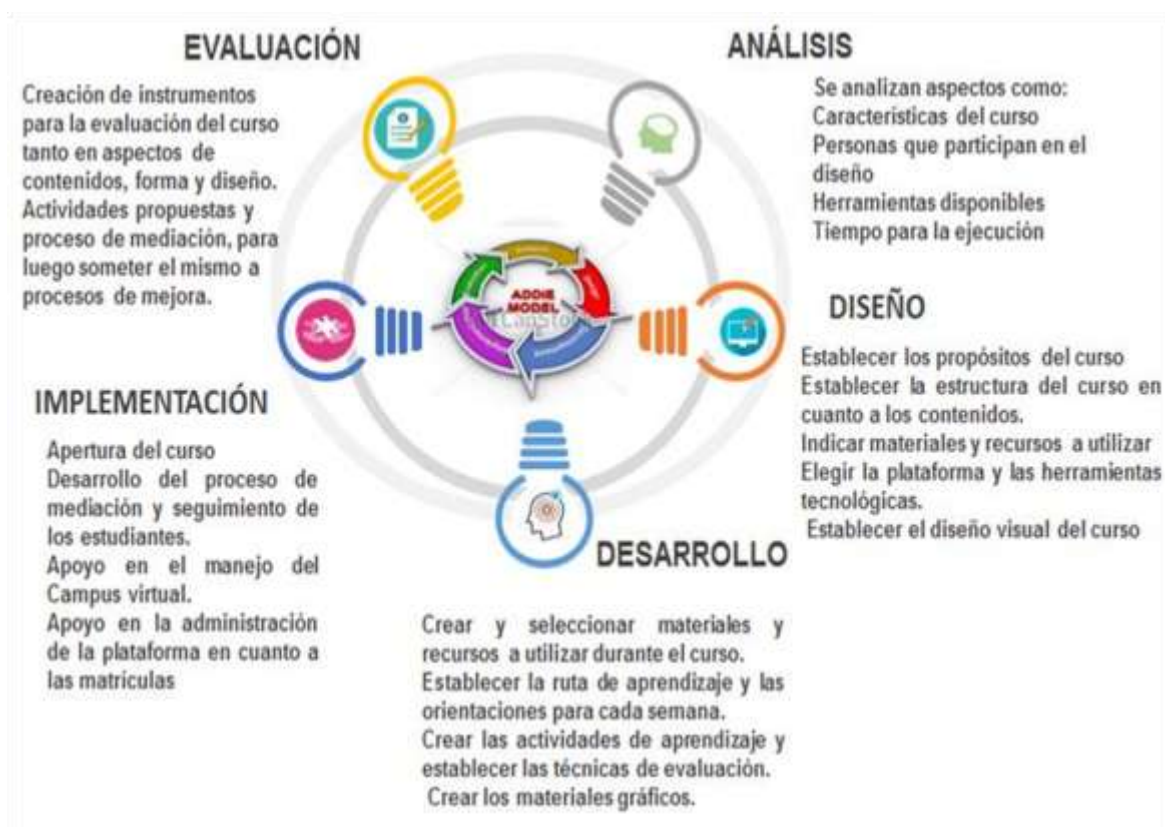 EVALUACIÓN
Creación de instrumentos
para la evaluación del curso
tanto en aspectos de
contenidos, forma y diseño.
Actividades propuestas y
proceso de mediación, para
luego someter el mismo a
procesos de mejora.
ANÁLISIS
Se analizan aspectos como:
Características del curso
Personas que participan en el
diseño
Herramientas disponibles
Tiempo para la ejecución
ADDIE
MODEL
DISEÑO
Establecer los propósitos del curso
Establecer la estructura del curso en
cuanto a los contenidos.
Indicar materiales y recursos a utilizar
Elegir la plataforma y las herramientas
tecnológicas.
Establecer el diseño visual del curso
IMPLEMENTACIÓN
Apertura del curso
Desarrollo del proceso de
mediación y seguimiento de
los estudiantes.
Apoyo en el manejo del
Campus virtual.
Apoyo en la administración
de la plataforma en cuanto a
las matrículas
DESARROLLO
Crear y seleccionar materiales y
recursos a utilizar durante el curso.
Establecer la ruta de aprendizaje y las
orientaciones para cada semana.
Crear las actividades de aprendizaje y
establecer las técnicas de evaluación.
Crear los materiales gráficos.